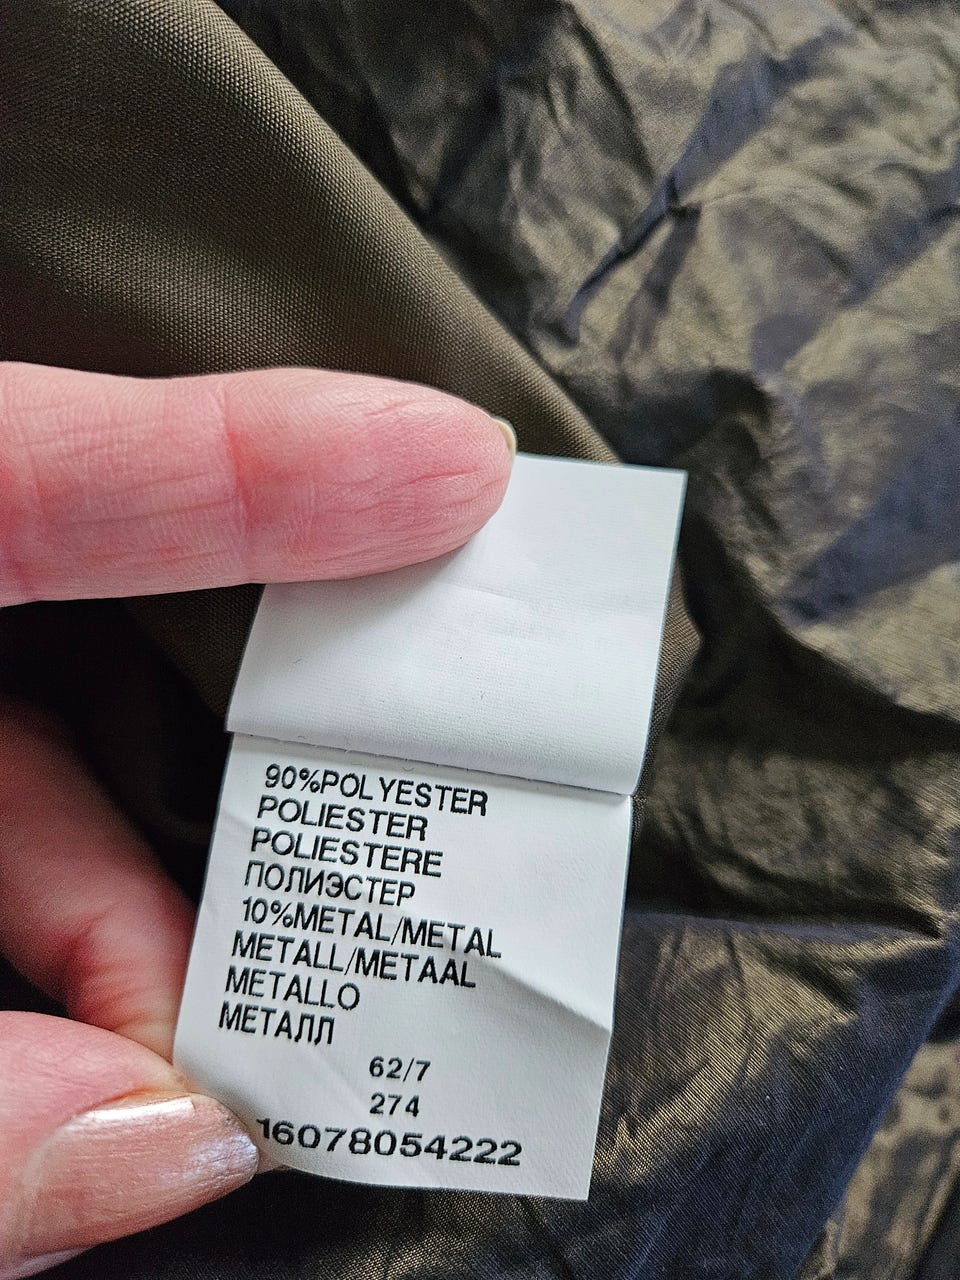 90%POLYESTER
POLIESTER
POLIESTERE
ПОЛИЭСТЕР
10%METAL/METAL
METALL/METAAL
METALLO
МЕТАЛЛ
62/7
274
16078054222